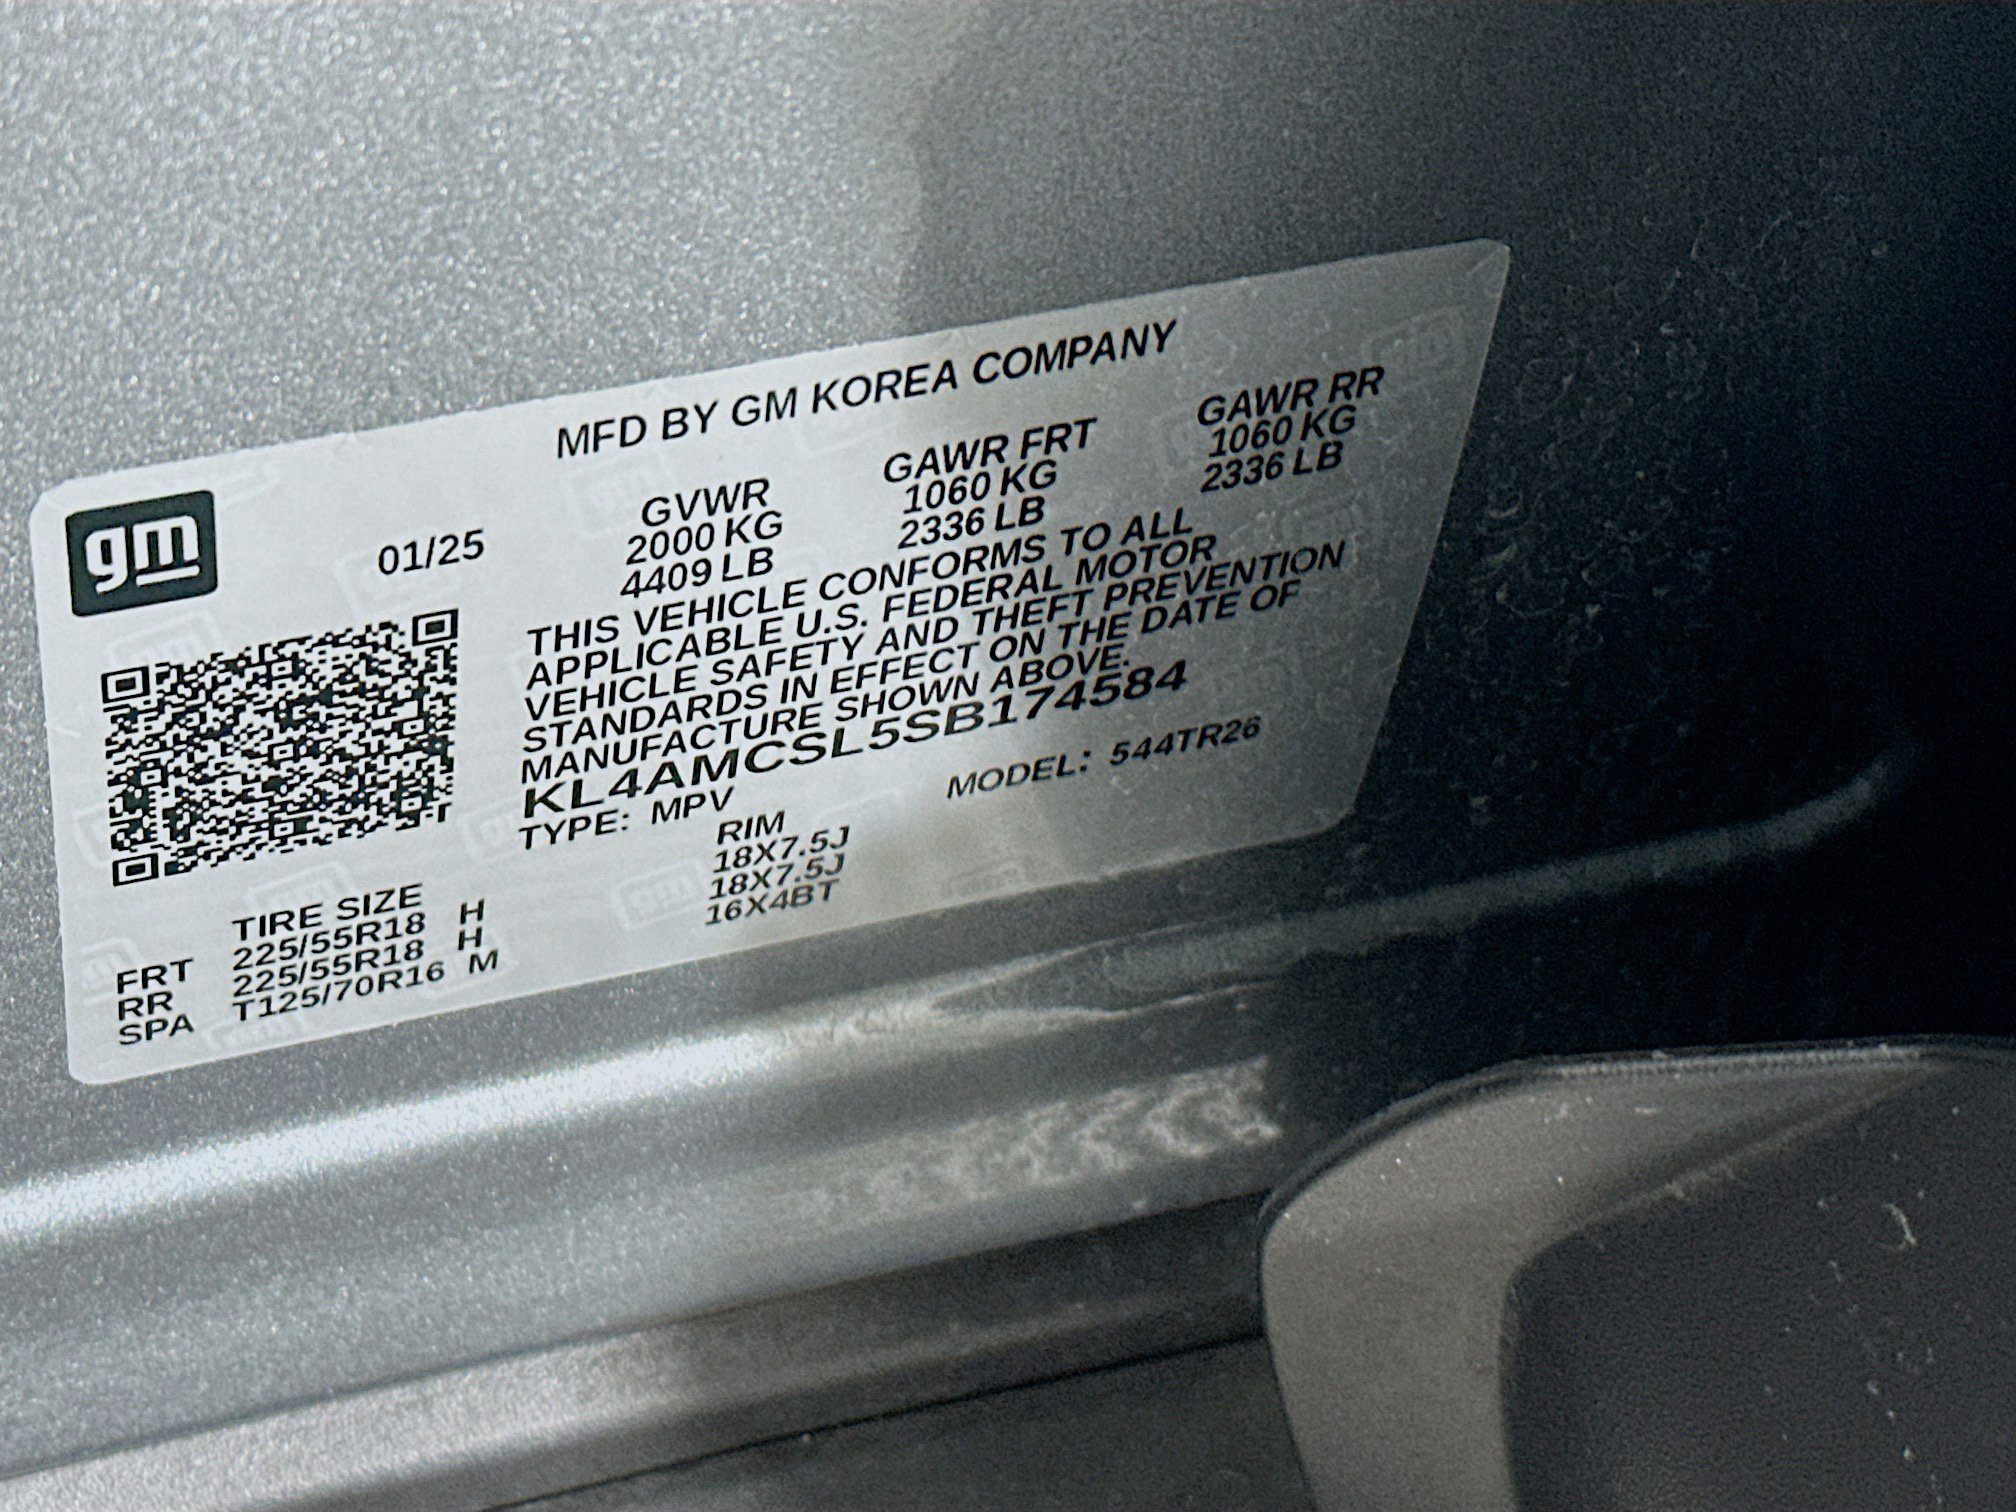 MFD BY GM KOREA COMPANY
gm
01/25
GVWR GAWR FRT GAWR RR
2000 KG 1060 KG 1060 KG
4409 LB 2336 LB 2336 LB
THIS VEHICLE CONFORMS TO ALL
APPLICABLE U.S. FEDERAL MOTOR
VEHICLE SAFETY AND THEFT PREVENTION
STANDARDS IN EFFECT ON THE DATE OF
MANUFACTURE SHOWN ABOVE.
KL4AMCSL5SB174584
TYPE: MPV MODEL: 544TR26
TIRE SIZE RIM
FRT 225/55R18 H 18X7.5J
RR 225/55R18 H 18X7.5J
SPA T125/70R16 M 16X4BT